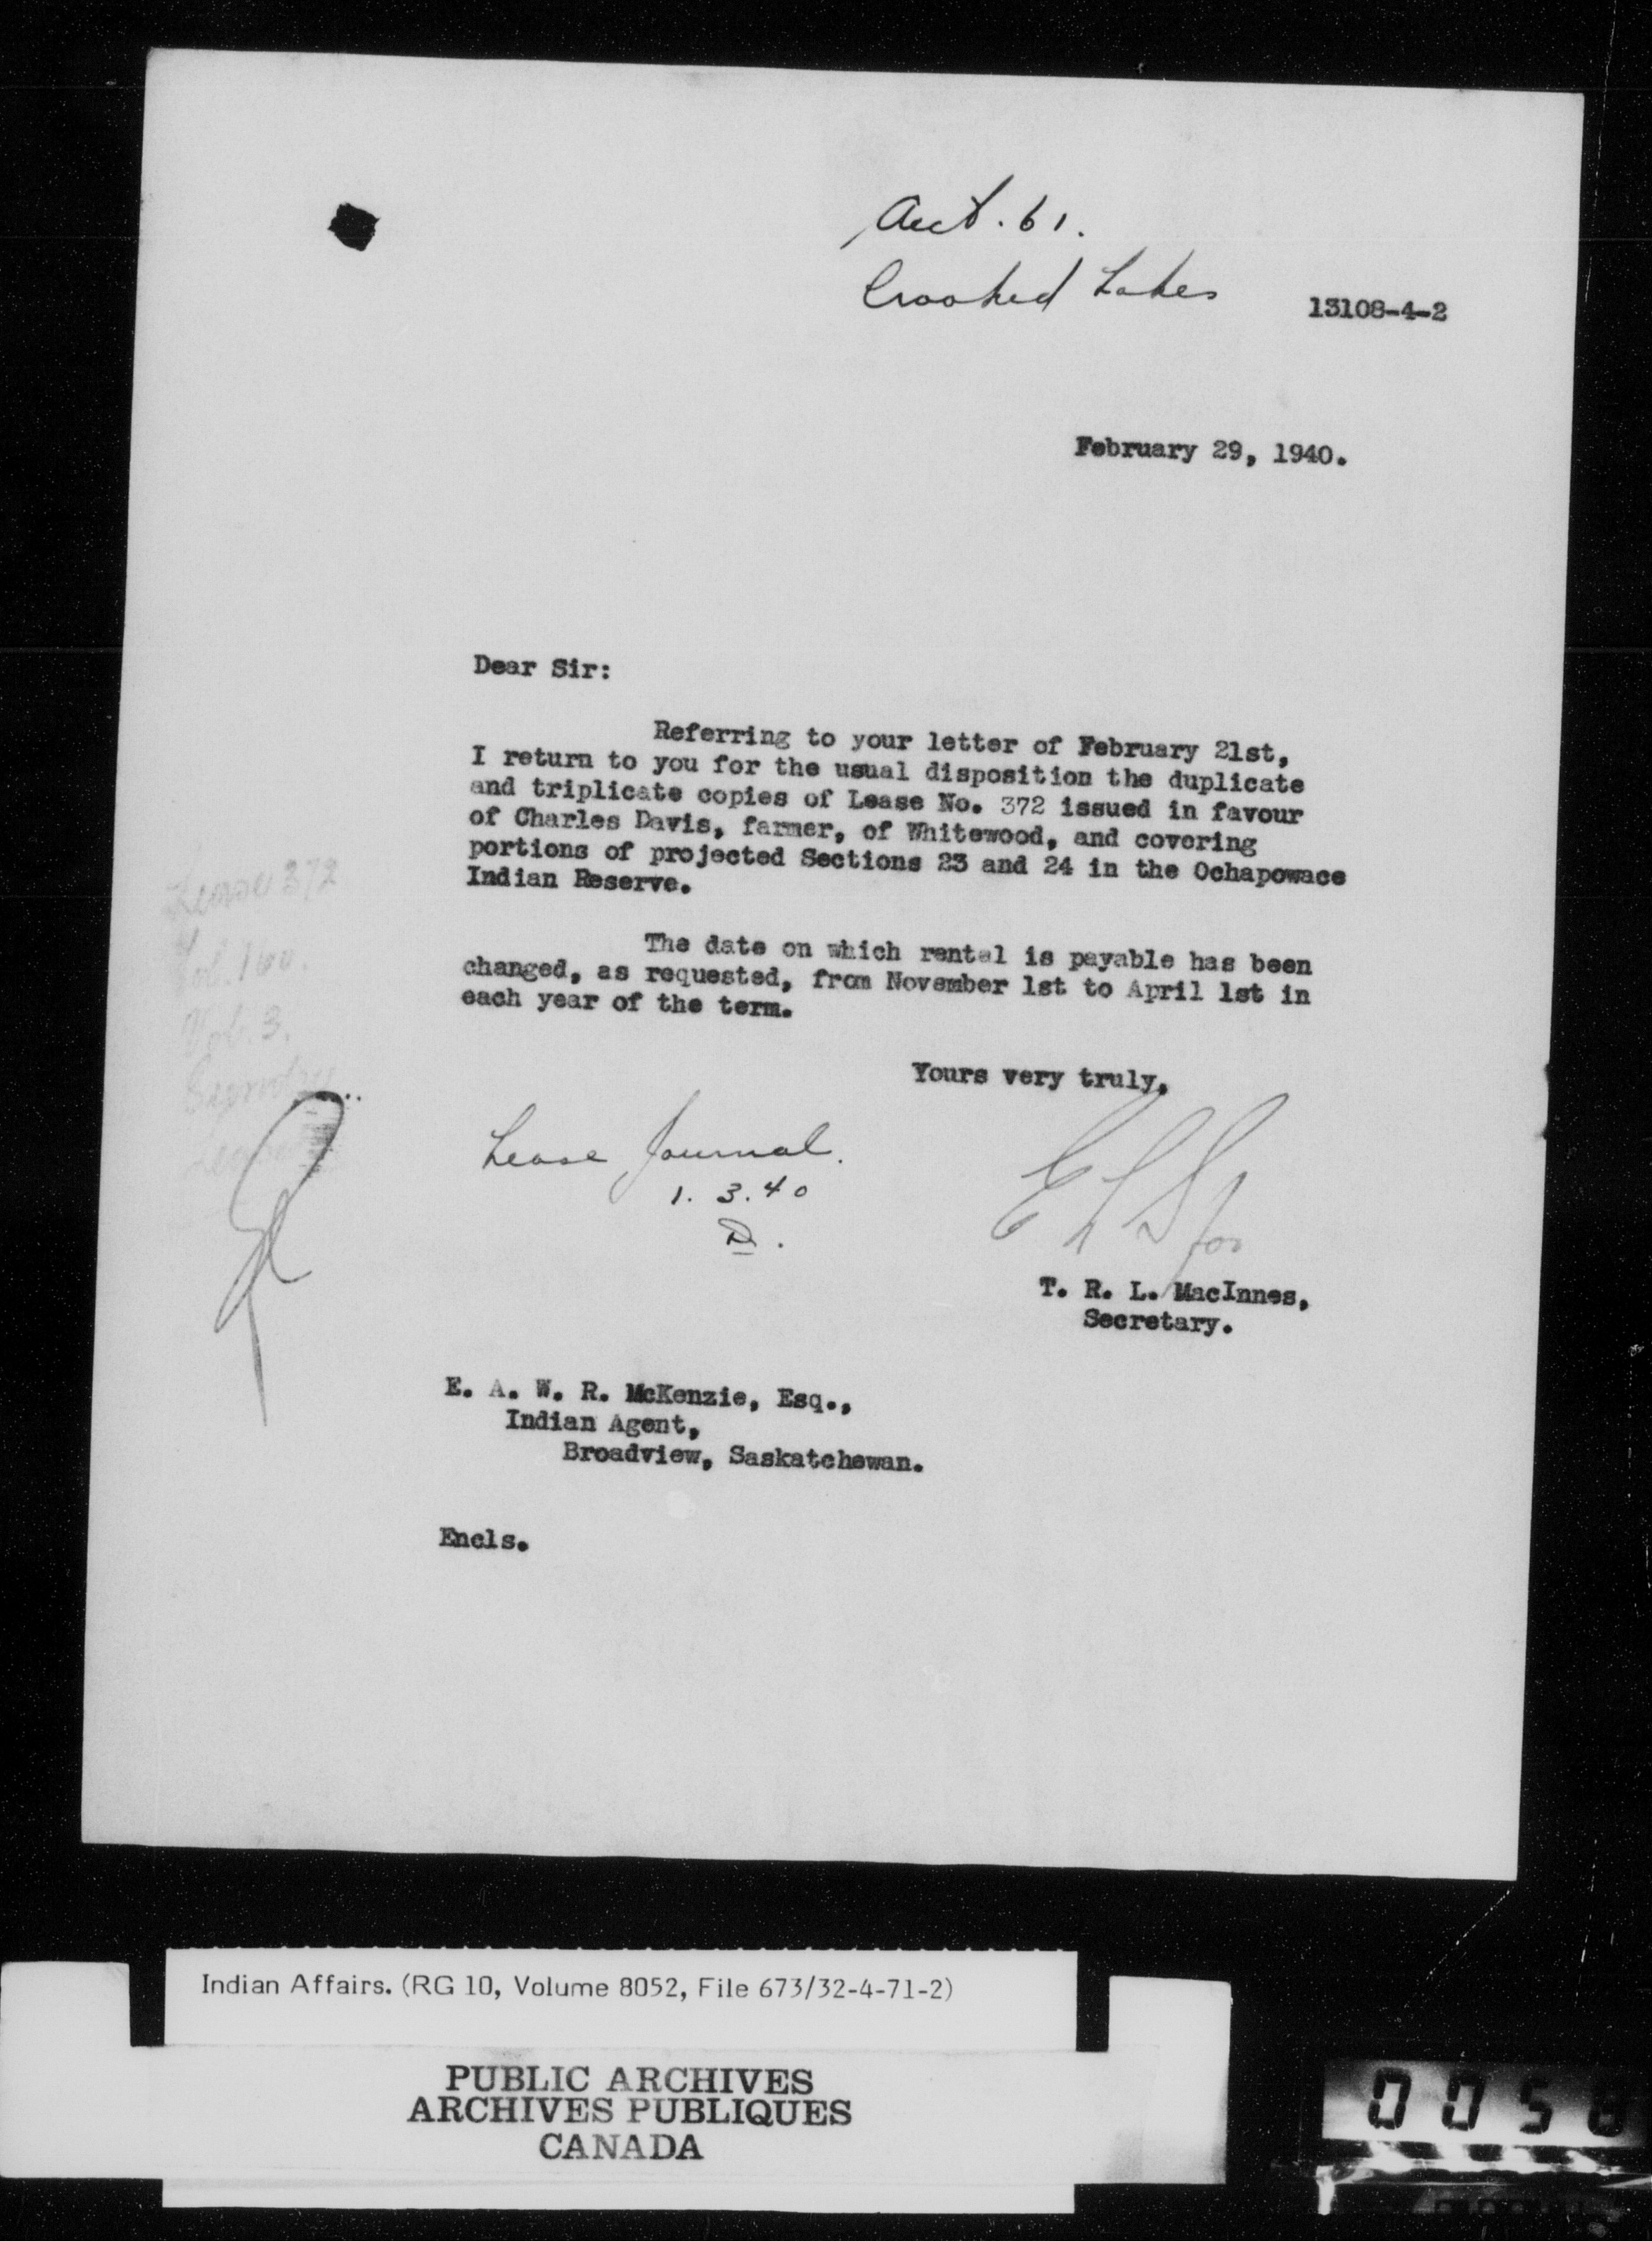 Acct. 61.
Crooked Lakes
13108-4-2
February 29, 1940.
Dear Sir:
Referring to your letter of February 21st,
I return to you for the usual disposition the duplicate
and triplicate copies of Lease No. 372 issued in favour
of Charles Davis, farmer, of Whitewood, and covering
portions of projected Sections 23 and 24 in the Ochapowace
Indian Reserve.
Lease 372
The date on which rental is payable has been
changed, as requested, from November 1st to April 1st in
each year of the term.
Yours very truly,
Lease Journal.
1. 3. 40
D.
for
T. R. L. MacInnes,
Secretary.
E. A. W. R. McKenzie, Esq.,
Indian Agent,
Broadview, Saskatchewan.
Encls.
Indian Affairs. (RG 10, Volume 8052, File 673/32-4-71-2)
PUBLIC ARCHIVES
ARCHIVES PUBLIQUES
CANADA